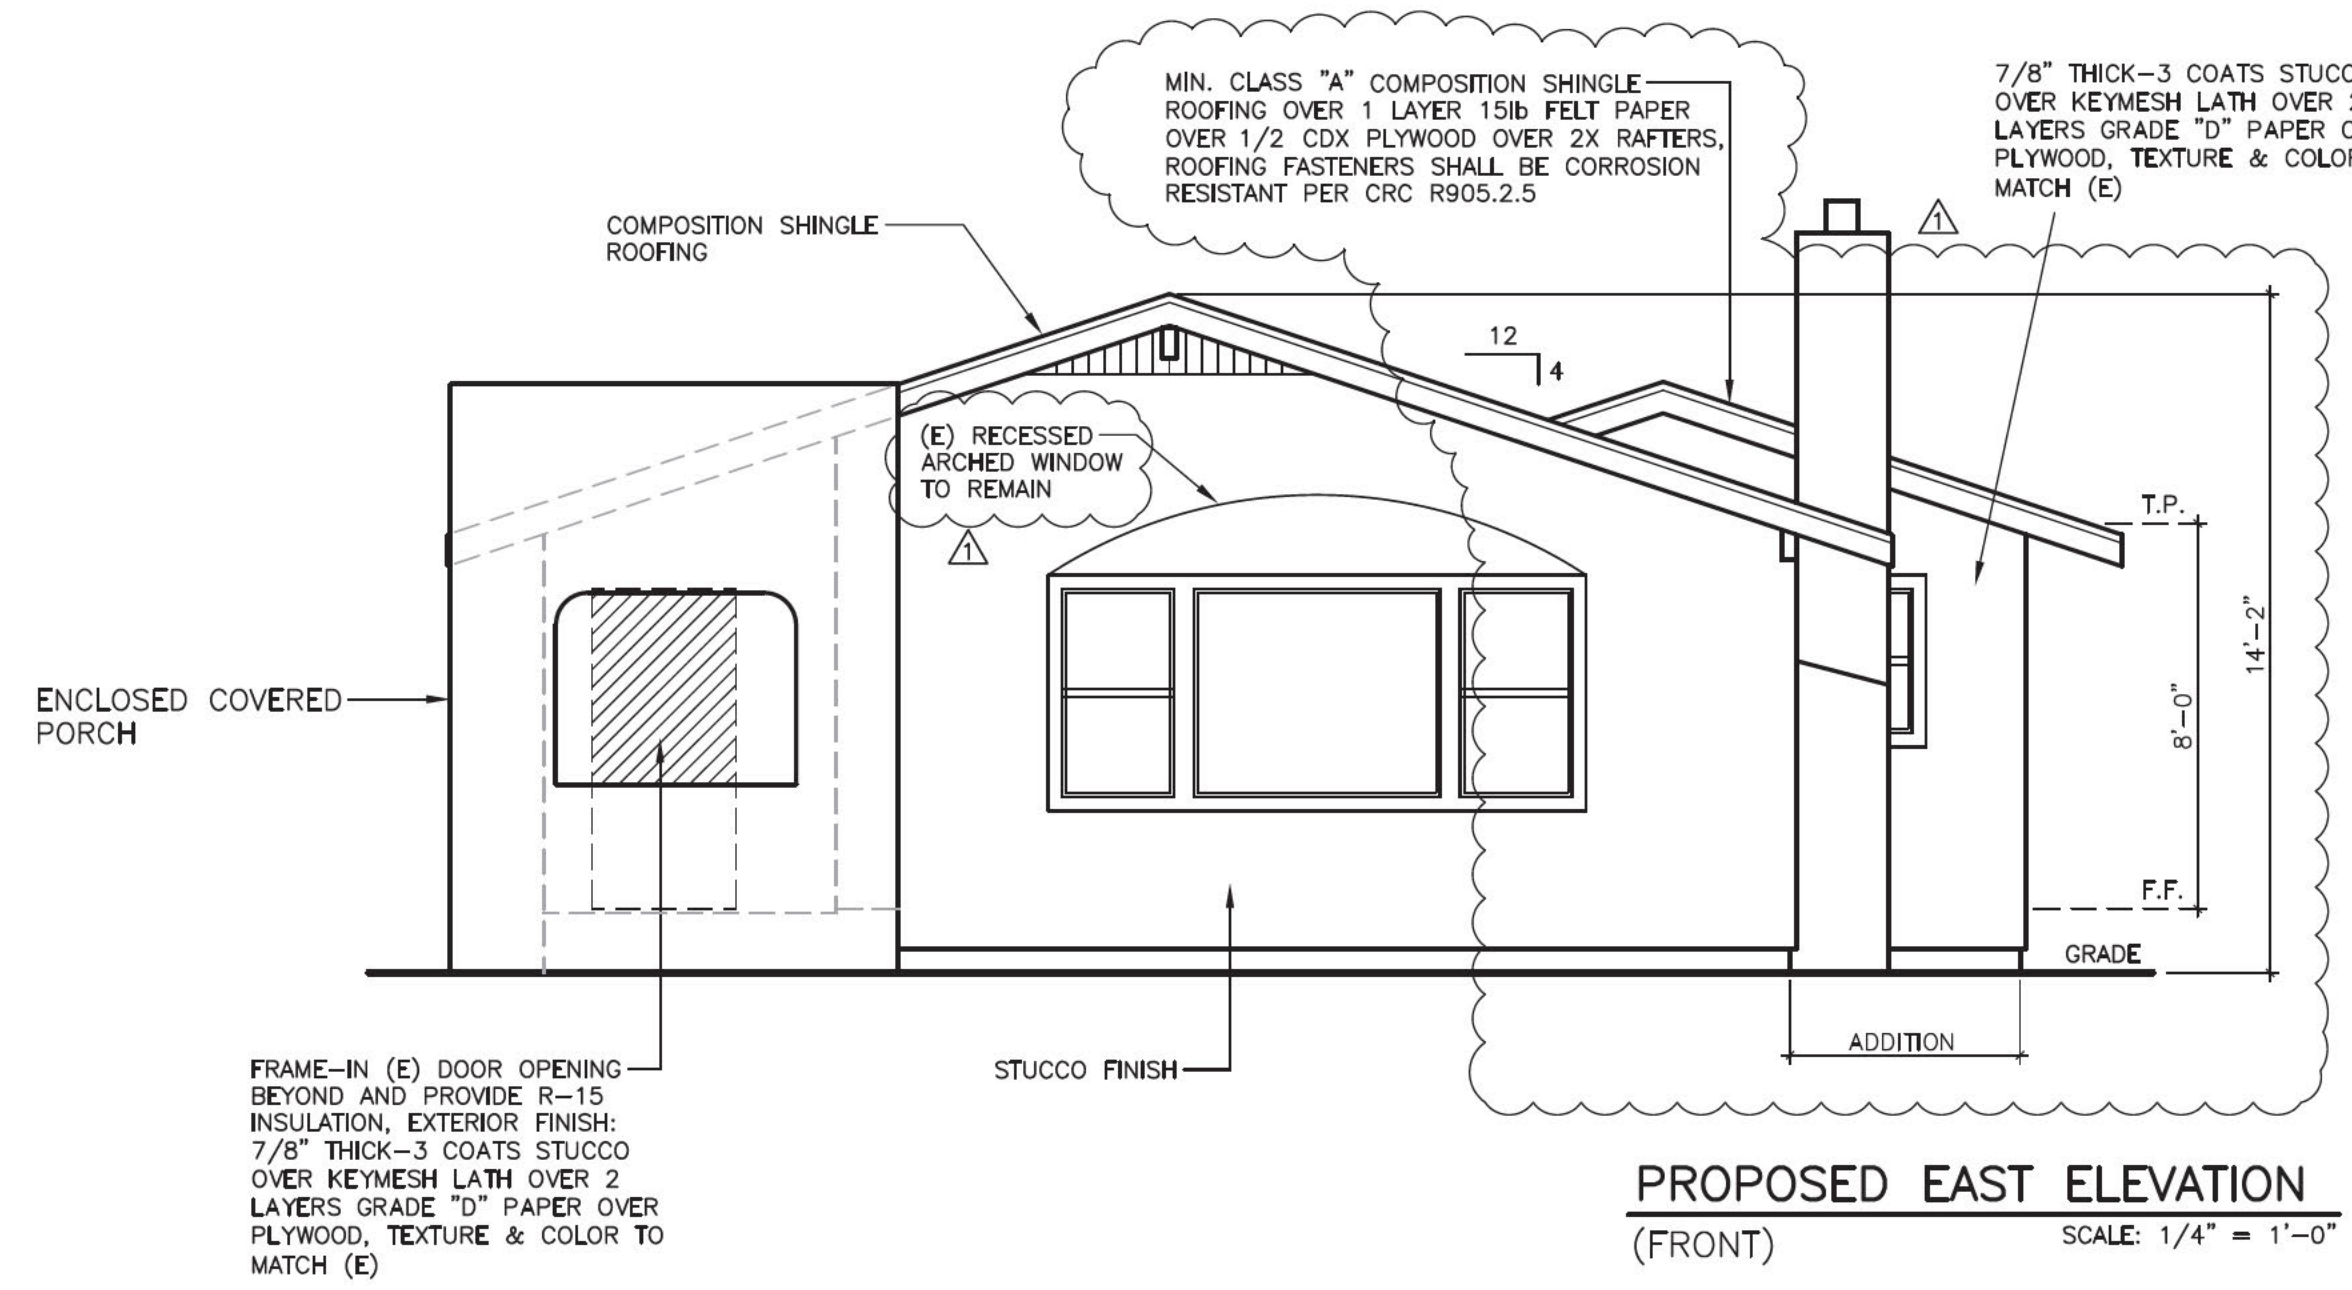 MIN. CLASS "A" COMPOSITION SHINGLE
ROOFING OVER 1 LAYER 15lb FELT PAPER
OVER 1/2 CDX PLYWOOD OVER 2X RAFTERS,
ROOFING FASTENERS SHALL BE CORROSION
RESISTANT PER CRC R905.2.5
7/8" THICK-3 COATS STUCC
OVER KEYMESH LATH OVER
LAYERS GRADE "D" PAPER
PLYWOOD, TEXTURE & COLOR
MATCH (E)
1
COMPOSITION SHINGLE
ROOFING
12
4
(E) RECESSED
ARCHED WINDOW
TO REMAIN
1
T.P.
14'-2"
8'-0"
ENCLOSED COVERED
PORCH
F.F.
GRADE
ADDITION
FRAME-IN (E) DOOR OPENING
BEYOND AND PROVIDE R-15
INSULATION, EXTERIOR FINISH:
7/8" THICK-3 COATS STUCCO
OVER KEYMESH LATH OVER 2
LAYERS GRADE "D" PAPER OVER
PLYWOOD, TEXTURE & COLOR TO
MATCH (E)
STUCCO FINISH
PROPOSED EAST ELEVATION
(FRONT)
SCALE: 1/4" = 1'-0"